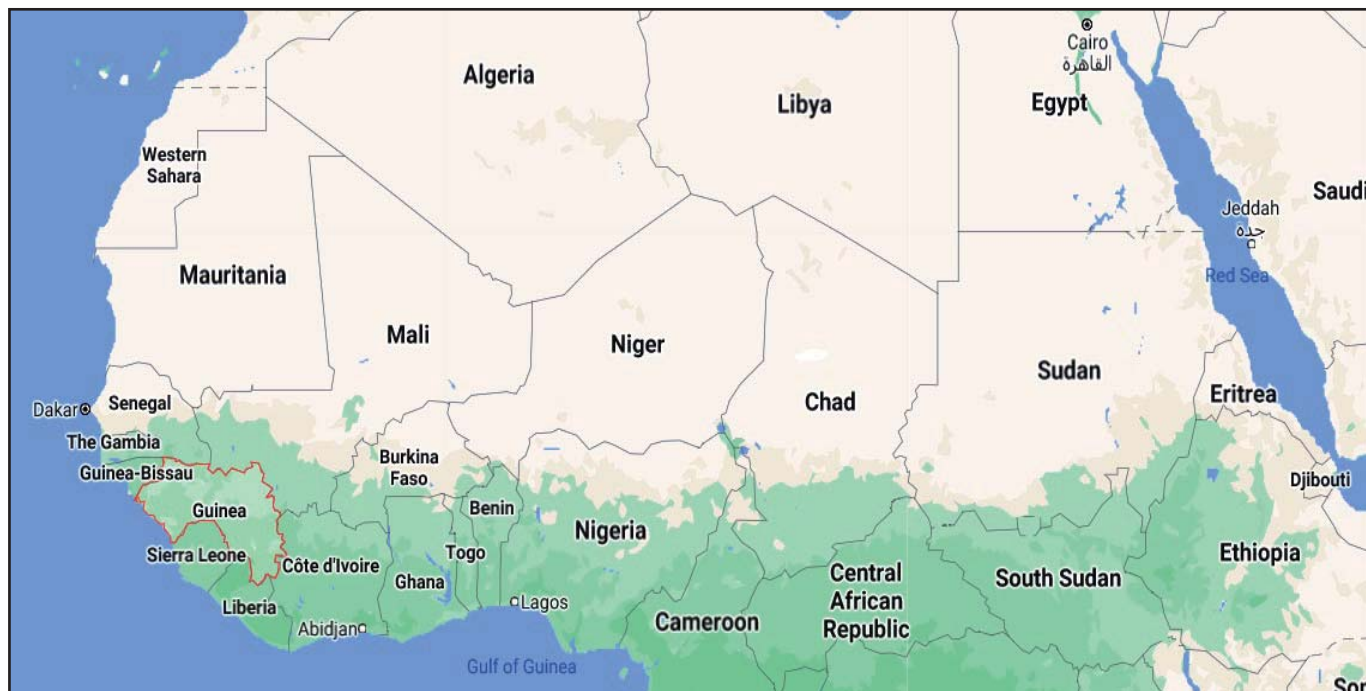 Cairo
القاهرة
Algeria
Libya
Egypt
Western
Sahara
Saudi
Jeddah
جدة
Mauritania
Red Sea
Mali
Niger
Sudan
Chad
Eritrea
Senegal
Dakar
The Gambia
Burkina
Faso
Guinea-Bissau
Djibouti
Guinea
Benin
Nigeria
Togo
Sierra Leone
Côte d'Ivoire
Ghana
Ethiopia
Central
African
Republic
South Sudan
Liberia
Lagos
Cameroon
Abidjan
Gulf of Guinea
Sor